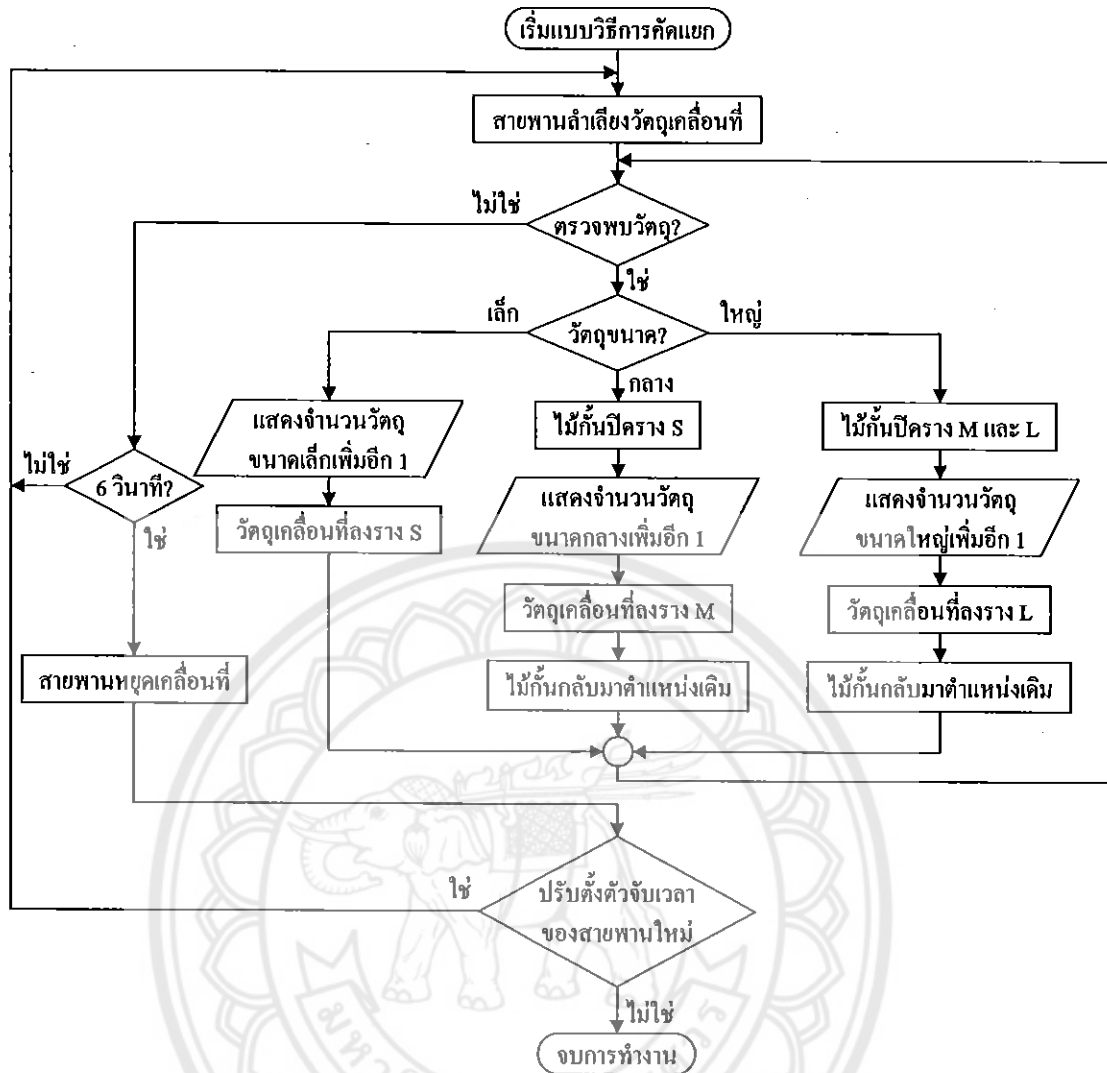 เริ่มแบบวิธีการคัดแยก
สายพานลำเลียงวัตถุเคลื่อนที่
ไม่ใช่
ตรวจพบวัตถุ?
ใช่
เล็ก
วัตถุขนาด?
ใหญ่
กลาง
แสดงจำนวนวัตถุ
ขนาดเล็กเพิ่มอีก 1
ไม้กั้นปิดราง S
ไม้กั้นปิดราง M และ L
ไม่ใช่
6 วินาที?
ใช่
วัตถุเคลื่อนที่ลงราง S
แสดงจำนวนวัตถุ
ขนาดกลางเพิ่มอีก 1
แสดงจำนวนวัตถุ
ขนาดใหญ่เพิ่มอีก 1
วัตถุเคลื่อนที่ลงราง M
วัตถุเคลื่อนที่ลงราง L
สายพานหยุดเคลื่อนที่
ไม้กั้นกลับมาตำแหน่งเดิม
ไม้กั้นกลับมาตำแหน่งเดิม
ใช่
ปรับตั้งตัวจับเวลา
ของสายพานใหม่
ไม่ใช่
จบการทำงาน